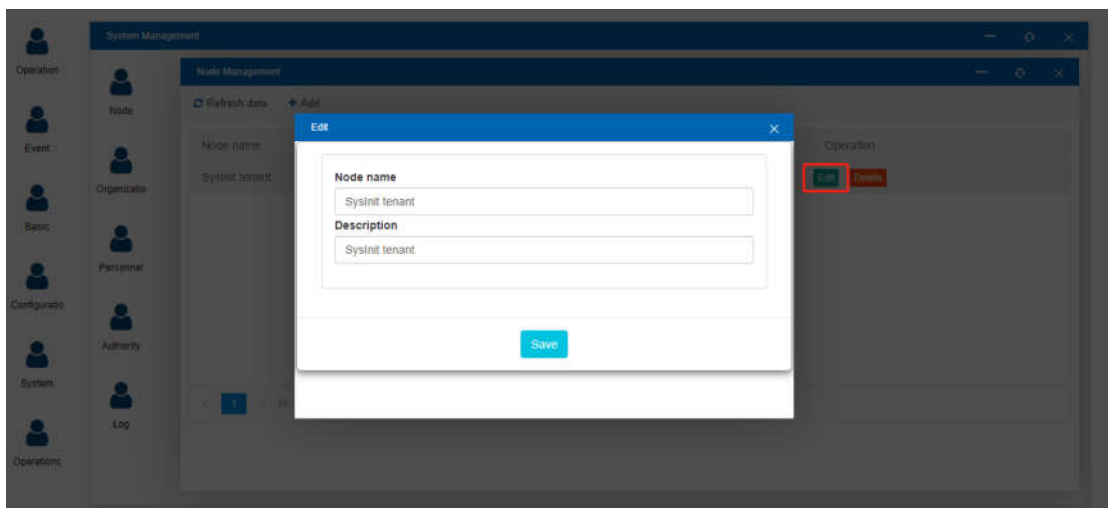 System Management
Operation
Node Management
Node
Refresh data
Add
Edit
Event
Node name
Operation
Organizatio
SysInit tenant
Edit
Delete
Node name
SysInit tenant
Description
SysInit tenant
Basic
Personnel
Configuratio
Authority
Save
System
1
Log
Operations